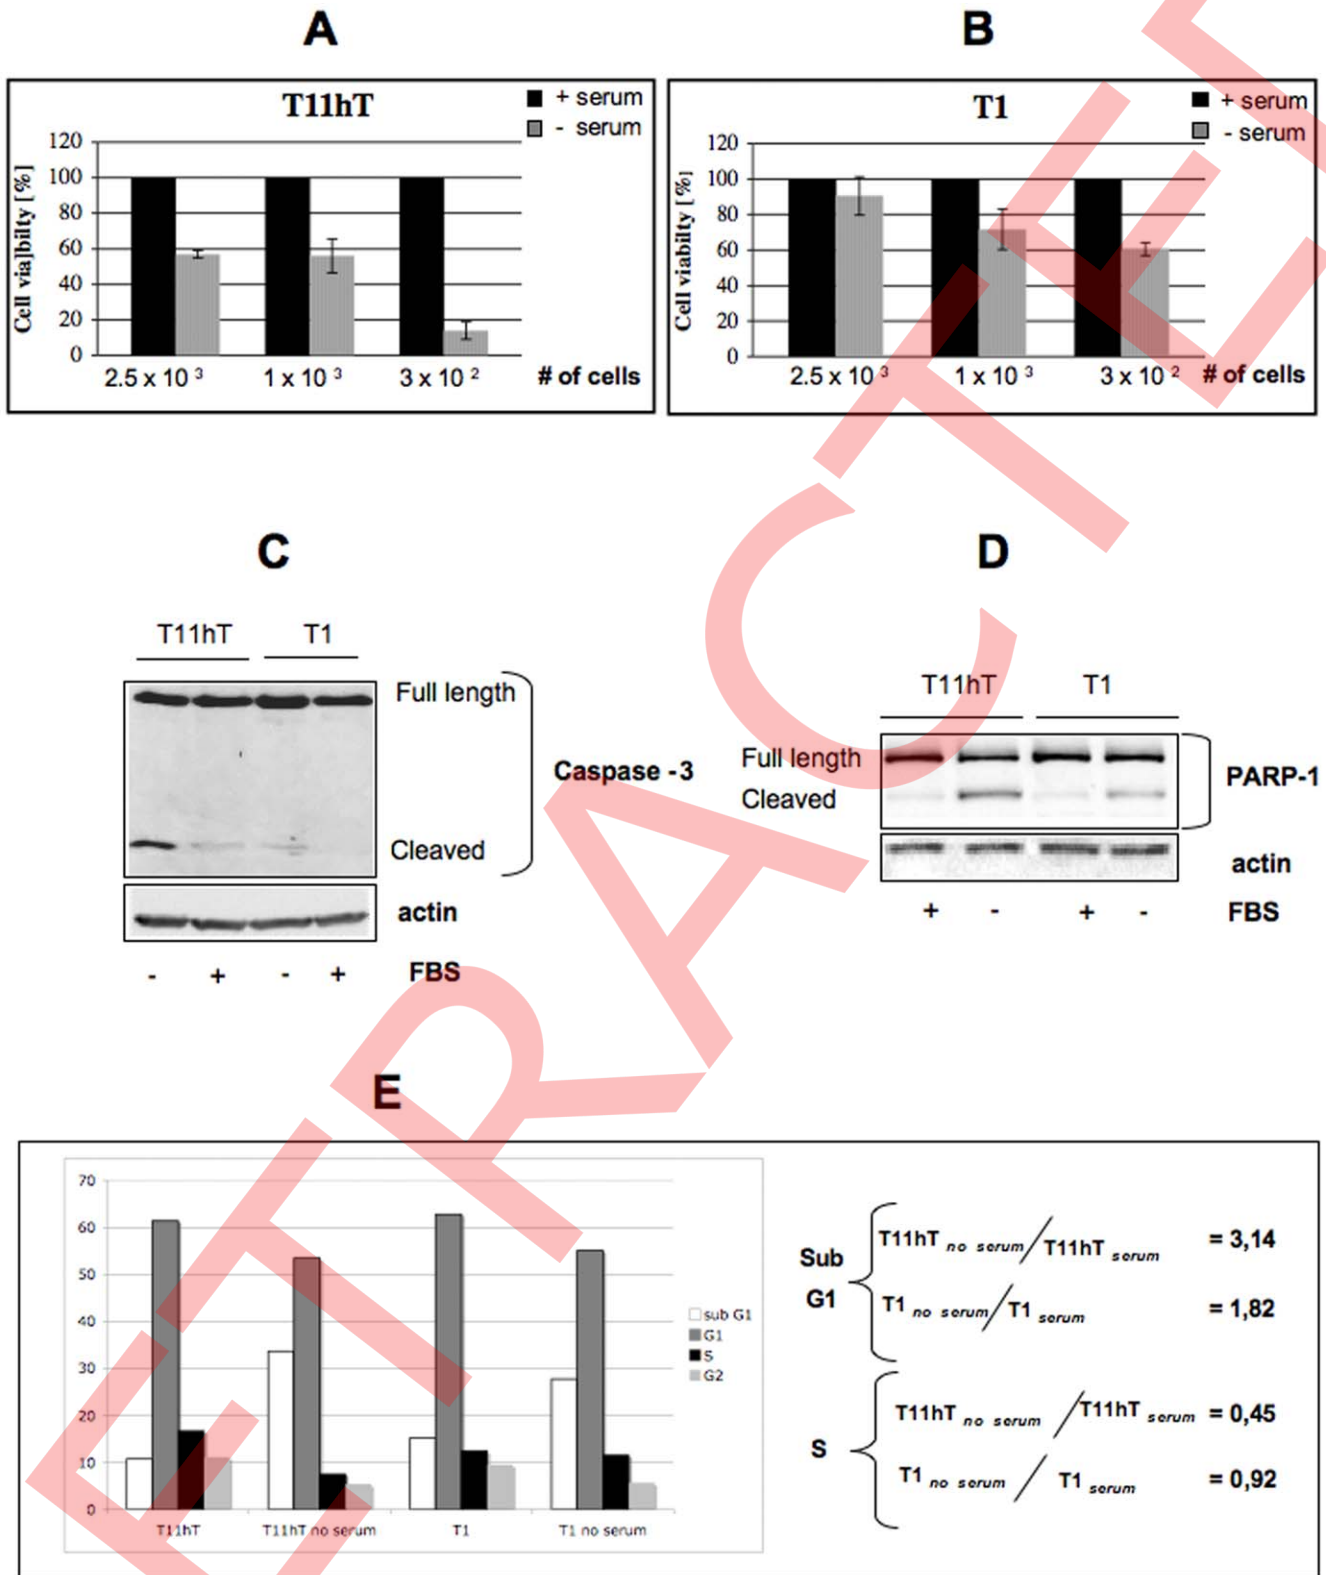 A
B
T11hT
+ serum
- serum
Cell via]bilty [%]
120
100
80
60
40
20
0
2.5 x 10 3
1 x 10 3
3 x 10 2
# of cells
T1
+ serum
- serum
Cell viabilty [%]
120
100
80
60
40
20
0
2.5 x 10 3
1 x 10 3
3 x 10 2
# of cells
C
T11hT T1
Full length
Caspase -3
Cleaved
actin
- + - + FBS
D
T11hT T1
Full length
Cleaved
PARP-1
actin
+ - + - FBS
E
70
60
50
40
30
20
10
0
T11hT
T11hT no serum
T1
T1 no serum
sub G1
G1
S
G2
Sub
G1
T11hT no serum / T11hT serum = 3,14
T1 no serum / T1 serum = 1,82
S
T11hT no serum / T11hT serum = 0,45
T1 no serum / T1 serum = 0,92
ETRACTE